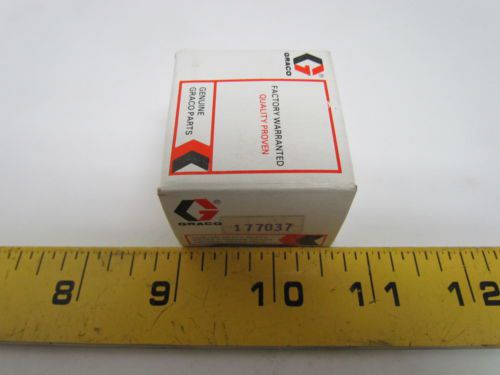 GRACO
FACTORY WARRANTED
QUALITY PROVEN
GENUINE
GRACO PARTS
GRACO
177037
8 9 10 11 12